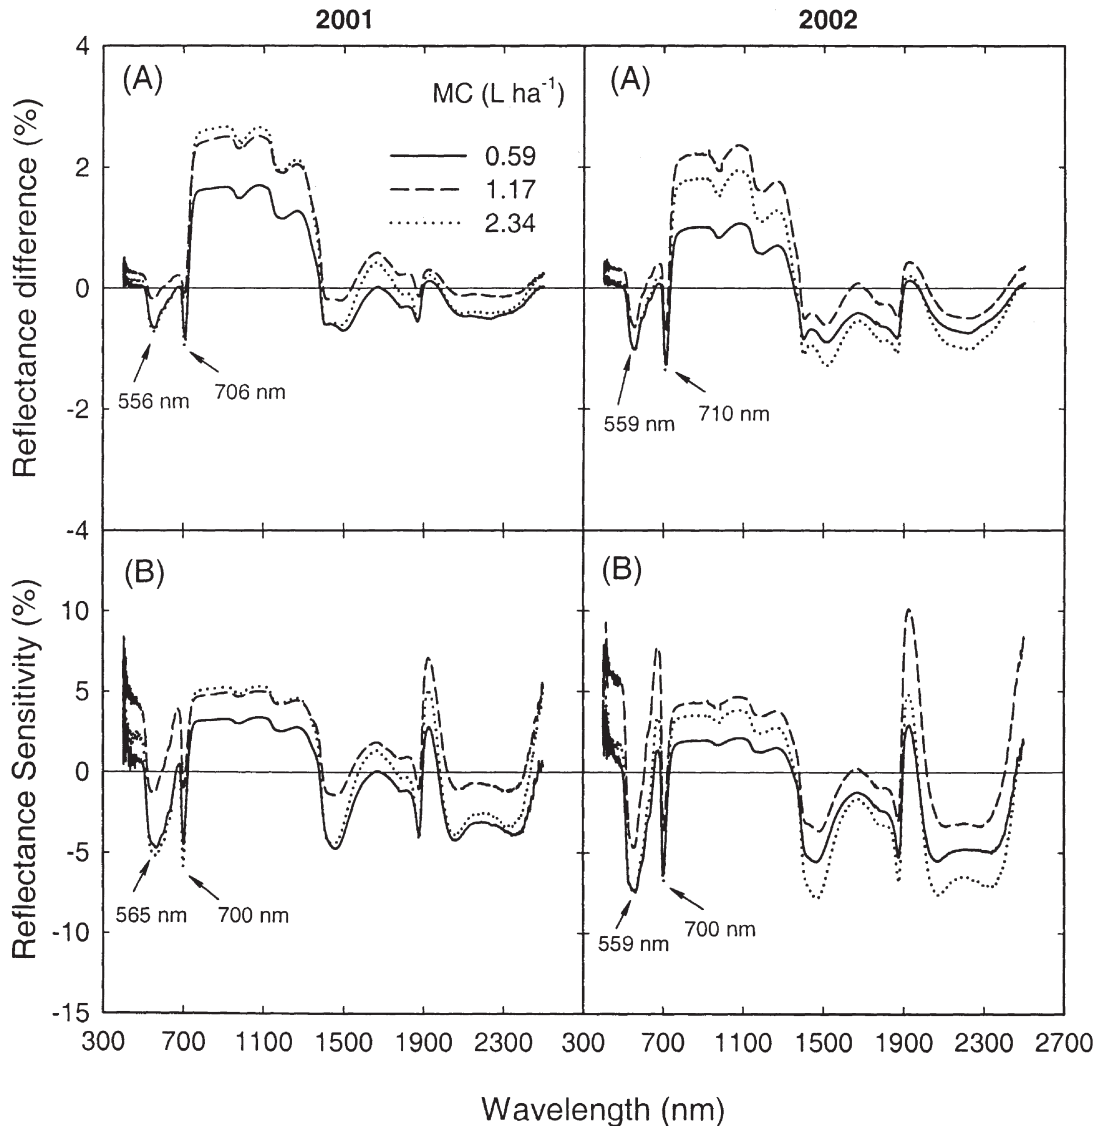 2001 2002
(A) (A)
MC (L ha-1)
0.59
1.17
2.34
Reflectance difference (%)
4
2
0
-2
-4
556 nm
706 nm
559 nm
710 nm
(B) (B)
Reflectance Sensitivity (%)
10
5
0
-5
-10
-15
565 nm
700 nm
559 nm
700 nm
300 700 1100 1500 1900 2300 300 700 1100 1500 1900 2300 2700
Wavelength (nm)